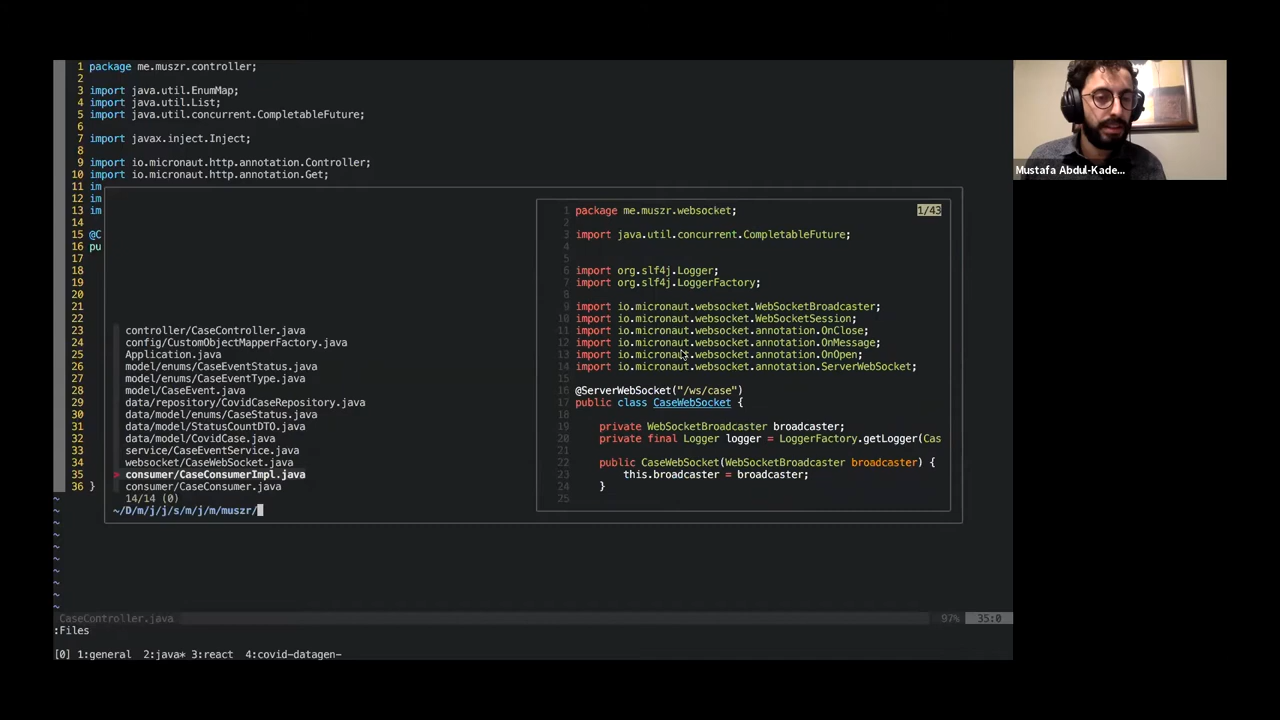 1 package me.muszr.controller;
2
3 import java.util.EnumMap;
4 import java.util.List;
5 import java.util.concurrent.CompletableFuture;
6
7 import javax.inject.Inject;
8
9 import io.micronaut.http.annotation.Controller;
10 import io.micronaut.http.annotation.Get;
11 im
12 im
13 im
14
15 @C
16 pu
17
18
19
20
21
22
23 controller/CaseController.java
24 config/CustomObjectMapperFactory.java
25 Application.java
26 model/enums/CaseEventStatus.java
27 model/enums/CaseEventType.java
28 model/CaseEvent.java
29 data/repository/CovidCaseRepository.java
30 data/model/enums/CaseStatus.java
31 data/model/StatusCountDTO.java
32 data/model/CovidCase.java
33 service/CaseEventService.java
34 websocket/CaseWebSocket.java
35 > consumer/CaseConsumerImpl.java
36 } consumer/CaseConsumer.java
~ 14/14 (0)
~ ~/D/m/j/j/s/m/j/m/muszr/
1 package me.muszr.websocket; 1/43
2
3 import java.util.concurrent.CompletableFuture;
4
5
6 import org.slf4j.Logger;
7 import org.slf4j.LoggerFactory;
8
9 import io.micronaut.websocket.WebSocketBroadcaster;
10 import io.micronaut.websocket.WebSocketSession;
11 import io.micronaut.websocket.annotation.OnClose;
12 import io.micronaut.websocket.annotation.OnMessage;
13 import io.micronaut.websocket.annotation.OnOpen;
14 import io.micronaut.websocket.annotation.ServerWebSocket;
15
16 @ServerWebSocket("/ws/case")
17 public class CaseWebSocket {
18
19 private WebSocketBroadcaster broadcaster;
20 private final Logger logger = LoggerFactory.getLogger(Cas
21
22 public CaseWebSocket(WebSocketBroadcaster broadcaster) {
23 this.broadcaster = broadcaster;
24 }
25
~
~
~
~
~
~
~
~
CaseController.java 97% 35:0
:Files
[0] 1:general 2:java* 3:react 4:covid-datagen-
Mustafa Abdul-Kade...